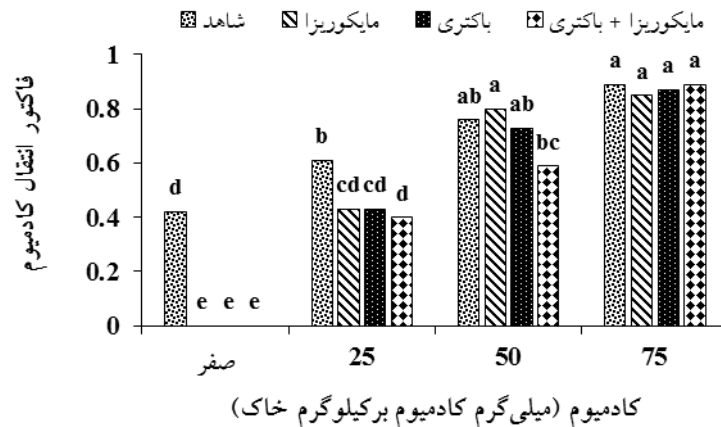 شاهد مایکوریزا باکتری مایکوریزا + باکتری
فاکتور انتقال کادمیوم
1
0.8
0.6
0.4
0.2
0
d e e e
b cd cd d
ab a ab bc
a a a a
صفر 25 50 75
کادمیوم (میلی‌گرم کادمیوم برکیلوگرم خاک)